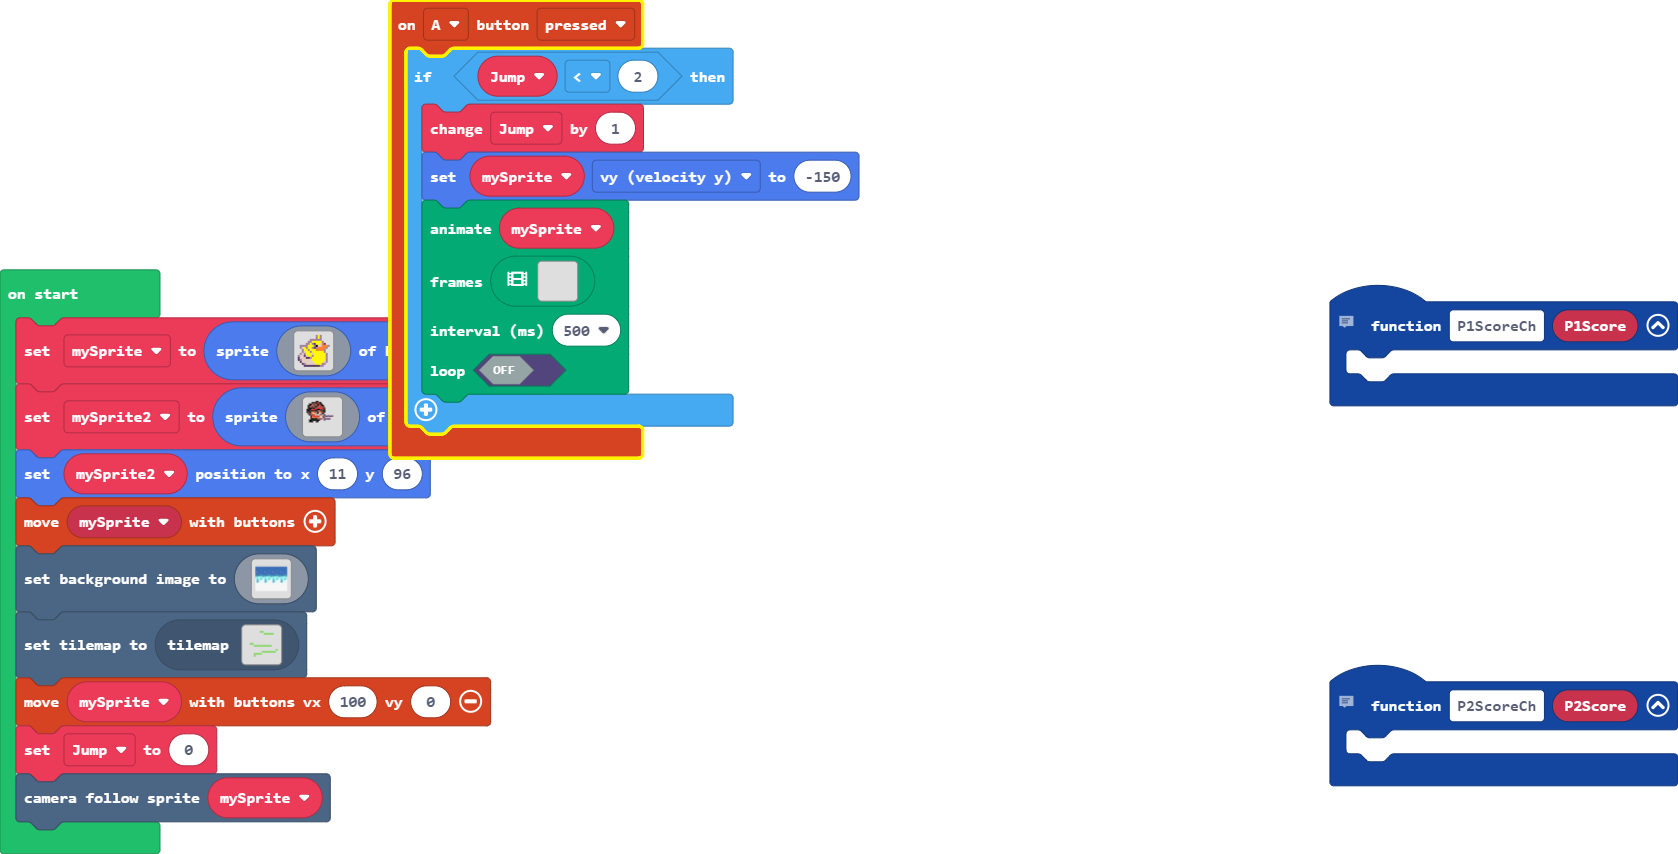 on A button pressed
if Jump < 2 then
change Jump by 1
set mySprite vy (velocity y) to -150
animate mySprite
frames
interval (ms) 500
loop OFF
on start
set mySprite to sprite of
set mySprite2 to sprite of
set mySprite2 position to x 11 y 96
move mySprite with buttons
set background image to
set tilemap to tilemap
move mySprite with buttons vx 100 vy 0
set Jump to 0
camera follow sprite mySprite
function P1ScoreCh P1Score
function P2ScoreCh P2Score